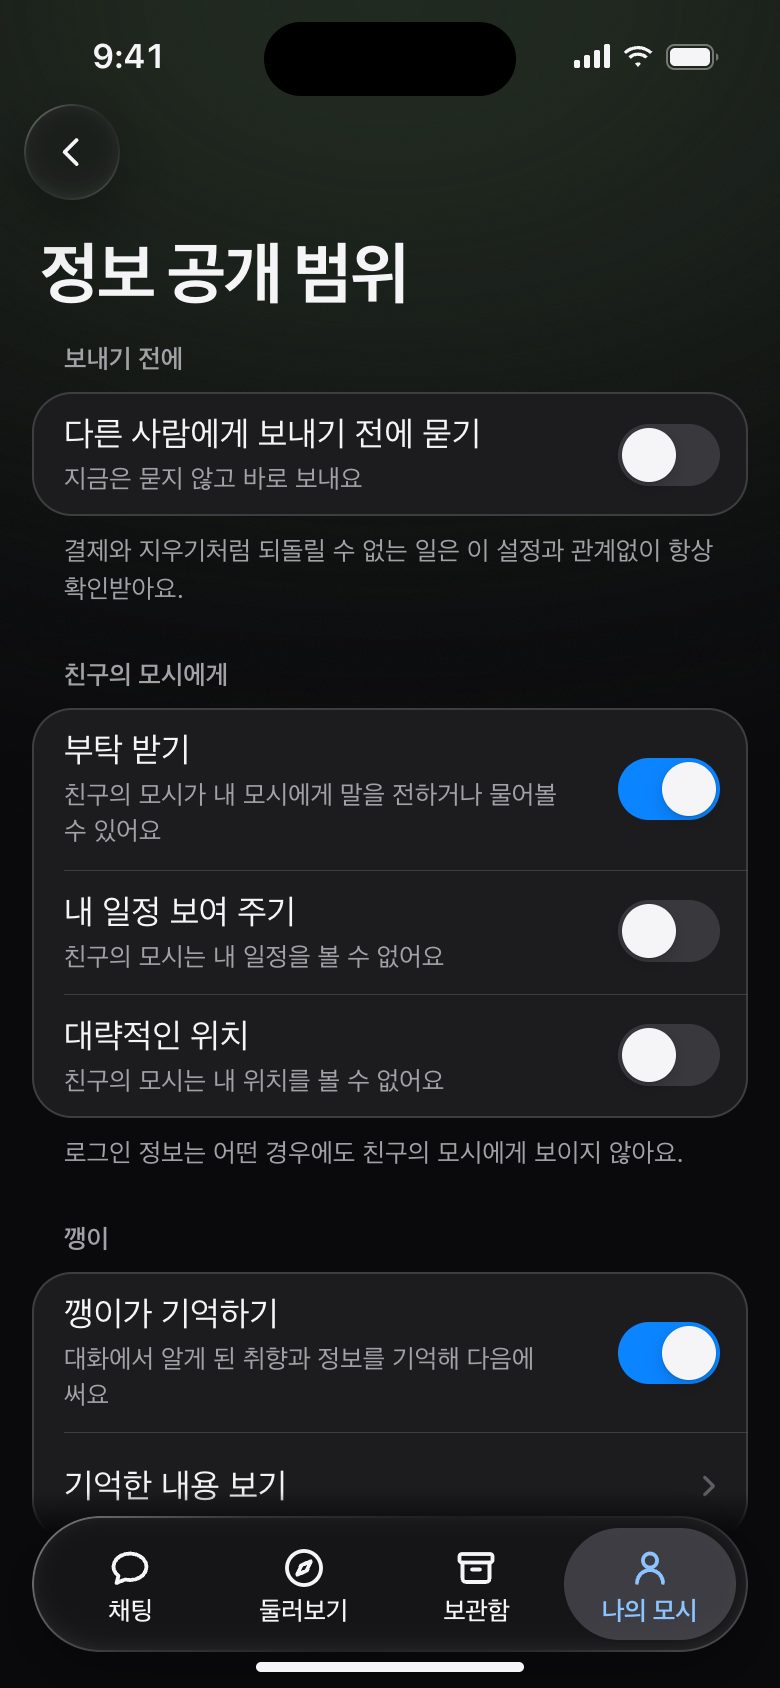 9:41
정보 공개 범위
보내기 전에
다른 사람에게 보내기 전에 묻기
지금은 묻지 않고 바로 보내요
결제와 지우기처럼 되돌릴 수 없는 일은 이 설정과 관계없이 항상
확인받아요.
친구의 모시에게
부탁 받기
친구의 모시가 내 모시에게 말을 전하거나 물어볼
수 있어요
내 일정 보여 주기
친구의 모시는 내 일정을 볼 수 없어요
대략적인 위치
친구의 모시는 내 위치를 볼 수 없어요
로그인 정보는 어떤 경우에도 친구의 모시에게 보이지 않아요.
깽이
깽이가 기억하기
대화에서 알게 된 취향과 정보를 기억해 다음에
써요
기억한 내용 보기
채팅
둘러보기
보관함
나의 모시